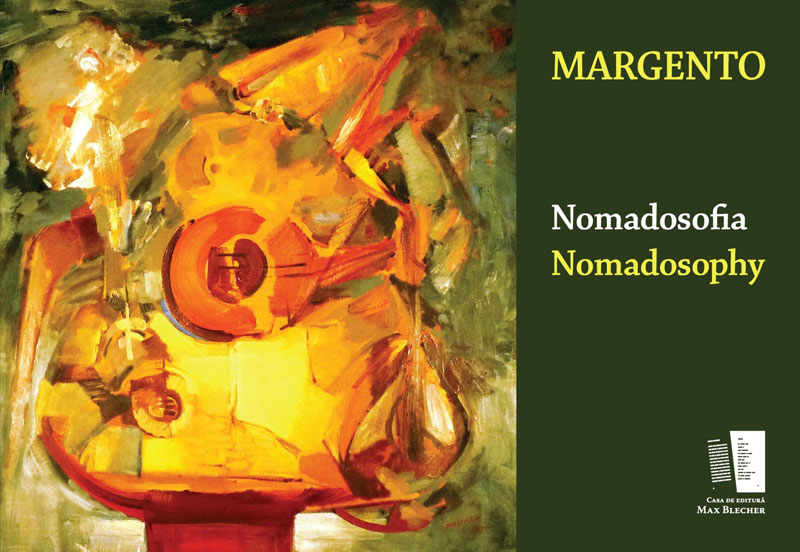 MARGENTO
Nomadosofia
Nomadosophy
Casa de editură
Max Blecher